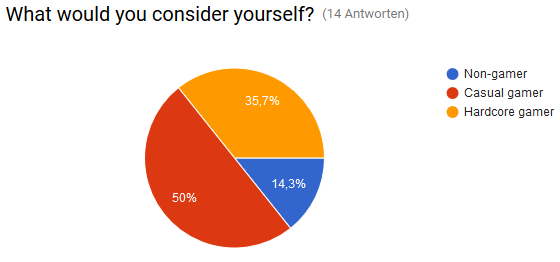 What would you consider yourself? (14 Antworten)
Non-gamer
Casual gamer
Hardcore gamer
35,7%
14,3%
50%